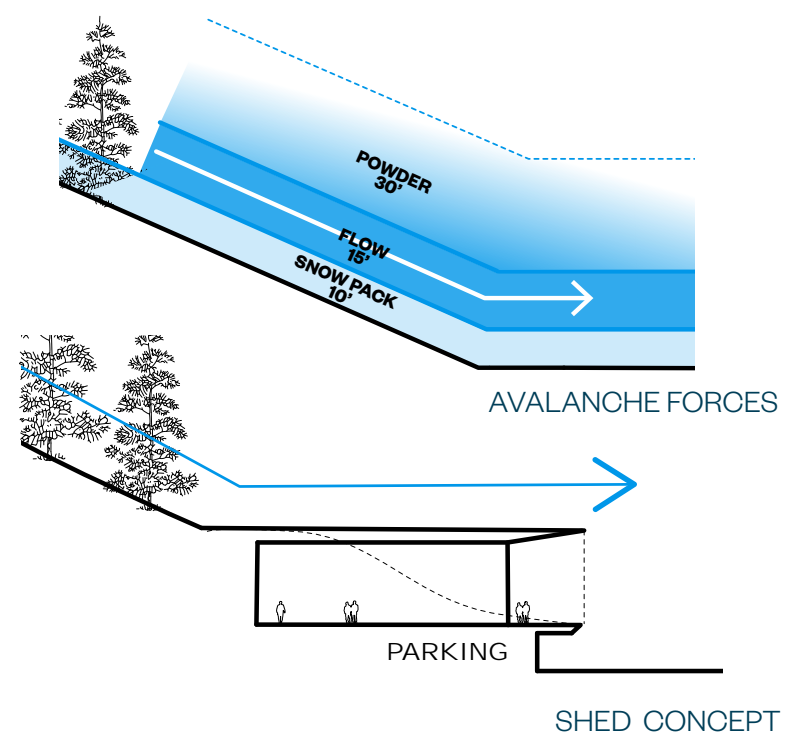 POWDER
30'
FLOW
15'
SNOW PACK
10'
AVALANCHE FORCES
PARKING
SHED CONCEPT